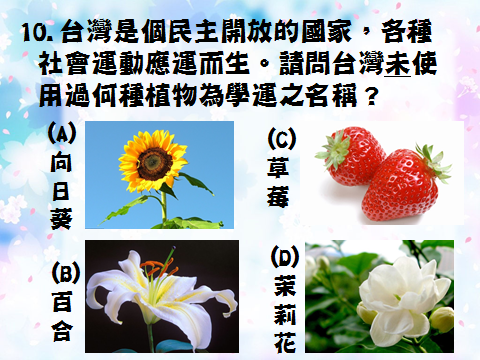 10. 台灣是個民主開放的國家，各種
社會運動應運而生。請問台灣未使
用過何種植物為學運之名稱？
(A)向日葵
(C)草莓
(B)百合
(D)茉莉花